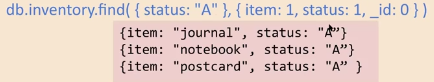 db.inventory.find( { status: "A" }, { item: 1, status: 1, _id: 0 } )
{item: "journal", status: "A”}
{item: "notebook", status: "A”}
{item: "postcard", status: "A” }